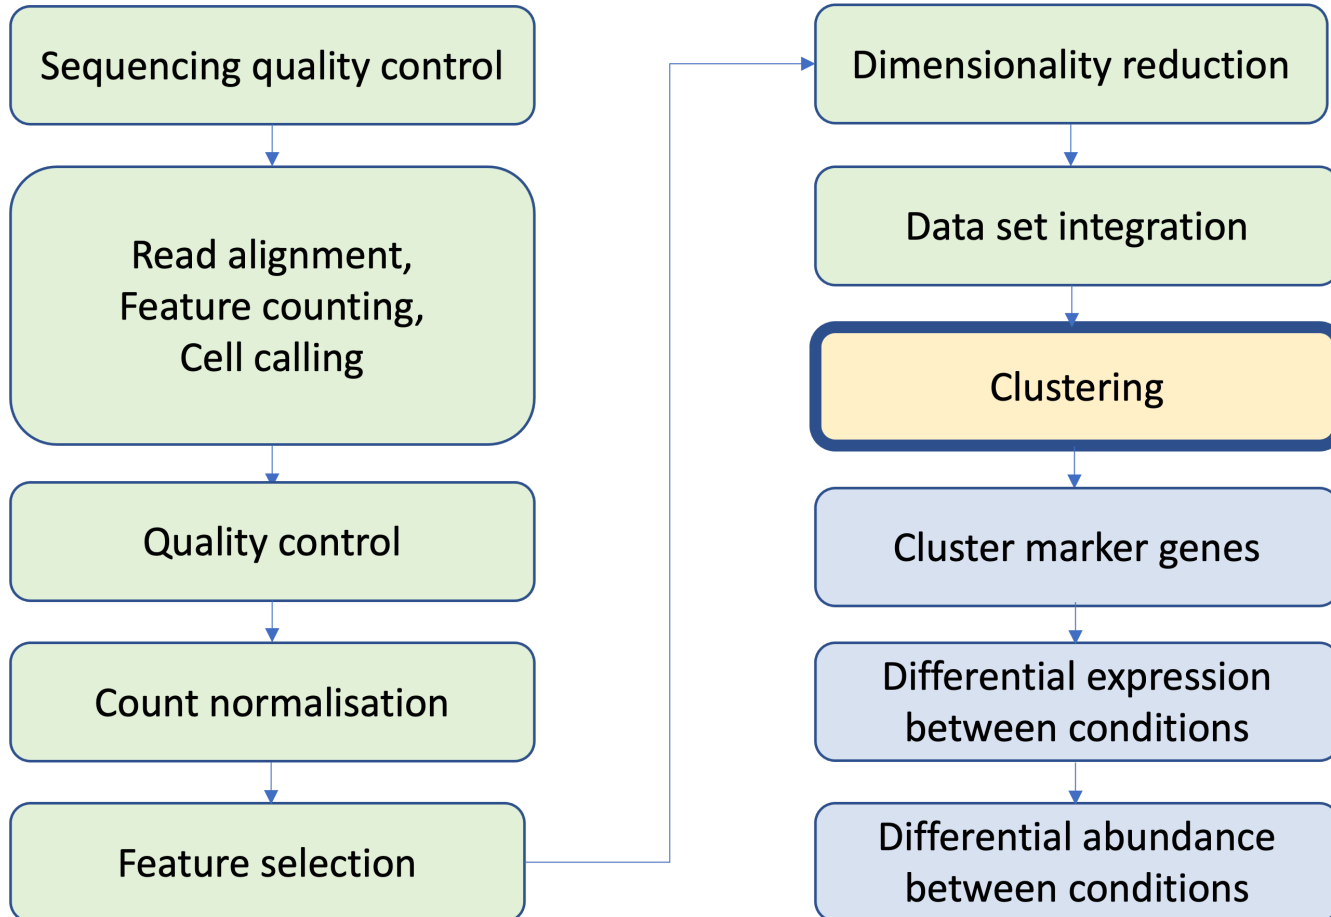 Sequencing quality control
Read alignment,
Feature counting,
Cell calling
Quality control
Count normalisation
Feature selection
Dimensionality reduction
Data set integration
Clustering
Cluster marker genes
Differential expression
between conditions
Differential abundance
between conditions